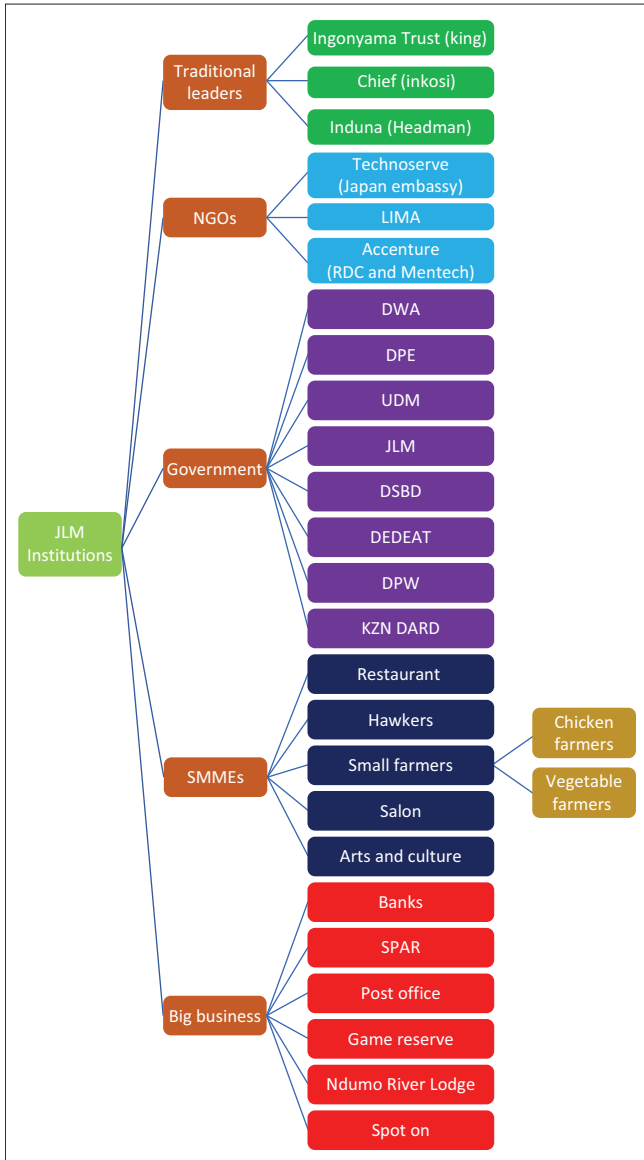 JLM
Institutions
Traditional
leaders
Ingonyama Trust (king)
Chief (inkosi)
Induna (Headman)
NGOs
Technoserve
(Japan embassy)
LIMA
Accenture
(RDC and Mentech)
Government
DWA
DPE
UDM
JLM
DSBD
DEDEAT
DPW
KZN DARD
SMMEs
Restaurant
Hawkers
Small farmers
Chicken
farmers
Vegetable
farmers
Salon
Arts and culture
Big business
Banks
SPAR
Post office
Game reserve
Ndumo River Lodge
Spot on